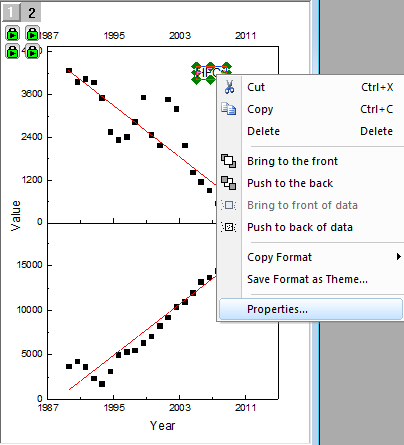 1 2
1987 1995 2003 2011
Value
3600
2400
1200
0
15000
10000
5000
0
1987 1995 2003 2011
Year
Cut Ctrl+X
Copy Ctrl+C
Delete Delete
Bring to the front
Push to the back
Bring to front of data
Push to back of data
Copy Format
Save Format as Theme...
Properties...